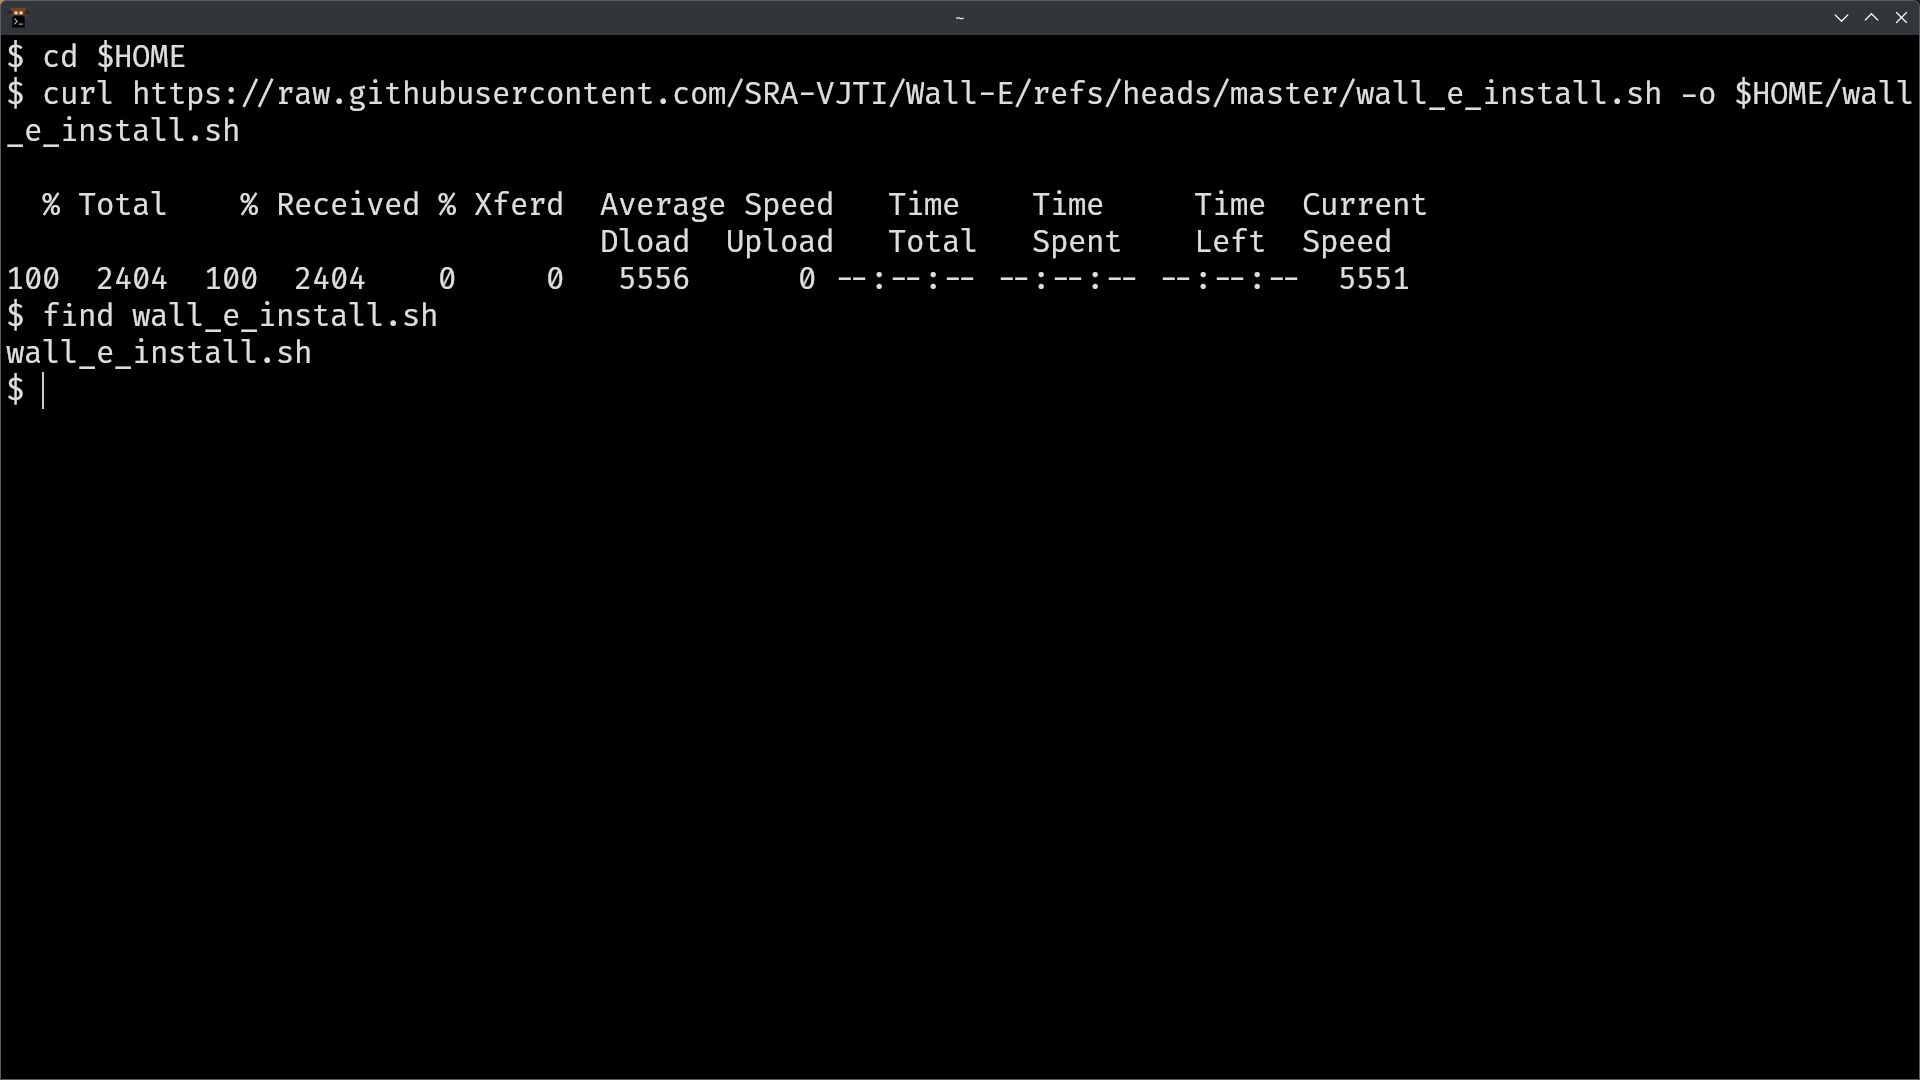 ~
$ cd $HOME
$ curl https://raw.githubusercontent.com/SRA-VJTI/Wall-E/refs/heads/master/wall_e_install.sh -o $HOME/wall
_e_install.sh
  % Total    % Received % Xferd  Average Speed   Time    Time     Time  Current
                                 Dload  Upload   Total   Spent    Left  Speed
100  2404  100  2404    0     0   5556      0 --:--:-- --:--:-- --:--:--  5551
$ find wall_e_install.sh
wall_e_install.sh
$